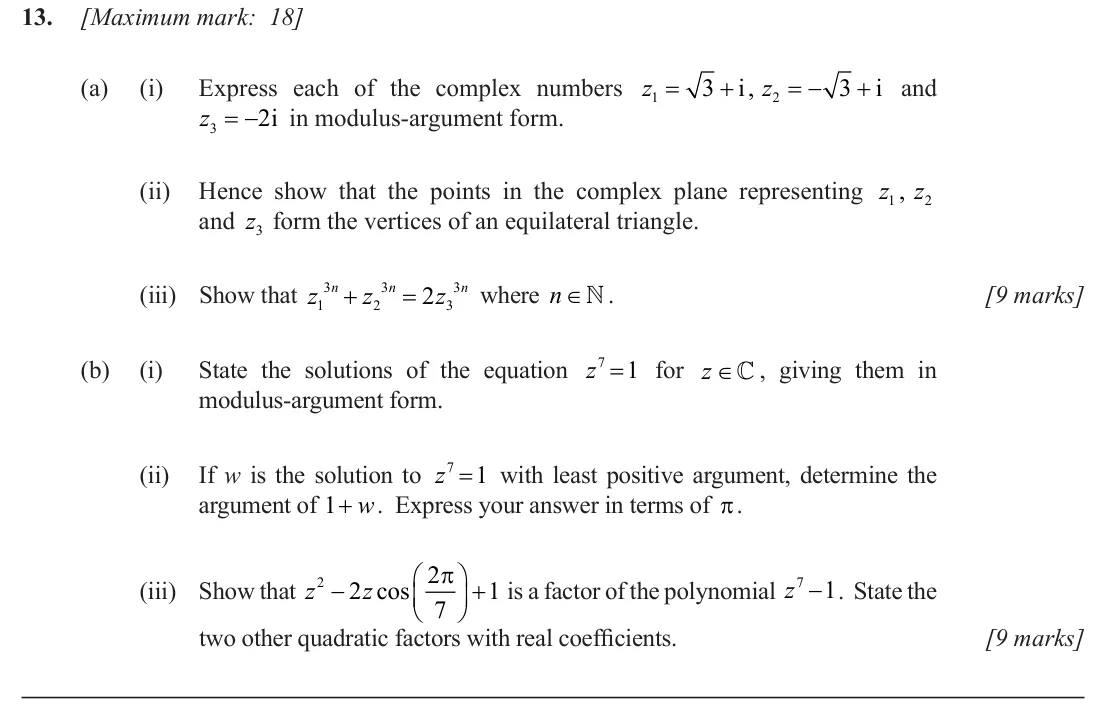 13. [Maximum mark: 18]
(a) (i) Express each of the complex numbers z₁ = √3 + i, z₂ = −√3 + i and
z₃ = −2i in modulus-argument form.
(ii) Hence show that the points in the complex plane representing z₁, z₂
and z₃ form the vertices of an equilateral triangle.
(iii) Show that z₁³ⁿ + z₂³ⁿ = 2z₃³ⁿ where n ∈ ℕ. [9 marks]
(b) (i) State the solutions of the equation z⁷ = 1 for z ∈ ℂ, giving them in
modulus-argument form.
(ii) If w is the solution to z⁷ = 1 with least positive argument, determine the
argument of 1 + w. Express your answer in terms of π.
(iii) Show that z² − 2z cos(2π/7) + 1 is a factor of the polynomial z⁷ − 1. State the
two other quadratic factors with real coefficients. [9 marks]